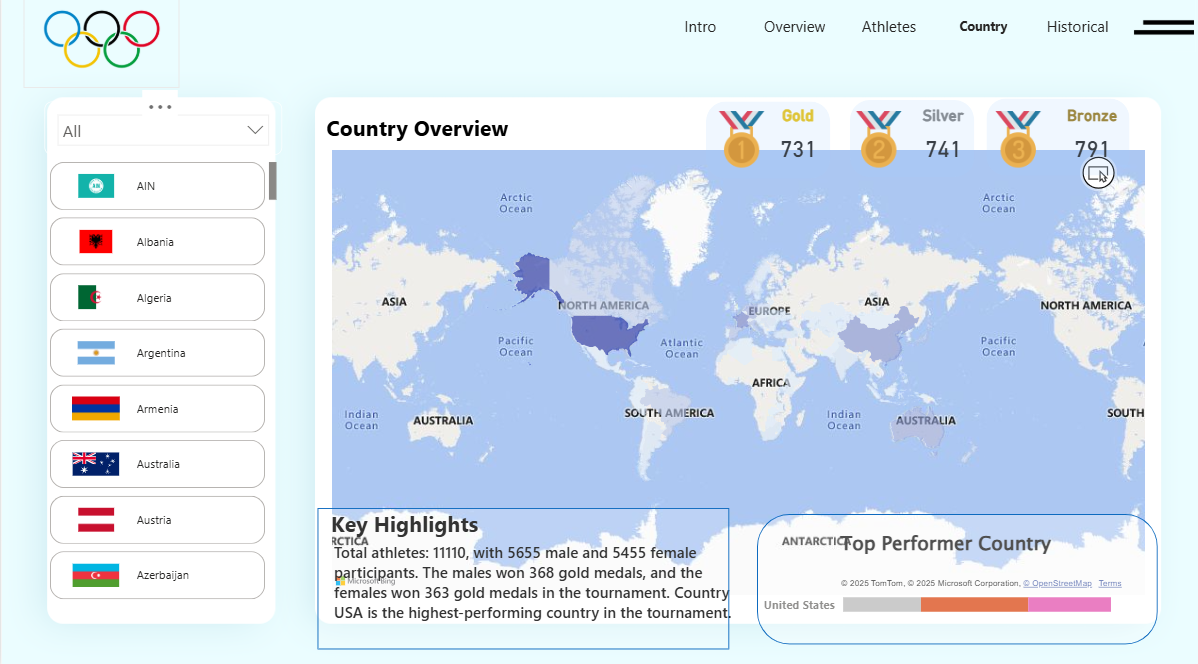 Intro
Overview
Athletes
Country
Historical
All
AIN
Albania
Algeria
Argentina
Armenia
Australia
Austria
Azerbaijan
Country Overview
Gold
1
731
Silver
2
741
Bronze
3
791
Arctic
Ocean
Arctic
Ocean
ASIA
NORTH AMERICA
EUROPE
ASIA
NORTH AMERICA
Pacific
Ocean
Atlantic
Ocean
Pacific
Ocean
AFRICA
Indian
Ocean
AUSTRALIA
SOUTH AMERICA
Indian
Ocean
AUSTRALIA
SOUTH
Key Highlights
RCTICA
Total athletes: 11110, with 5655 male and 5455 female
participants. The males won 368 gold medals, and the
Microsoft Bing
females won 363 gold medals in the tournament. Country
USA is the highest-performing country in the tournament.
ANTARCTICA
Top Performer Country
© 2025 TomTom, © 2025 Microsoft Corporation, © OpenStreetMap Terms
United States